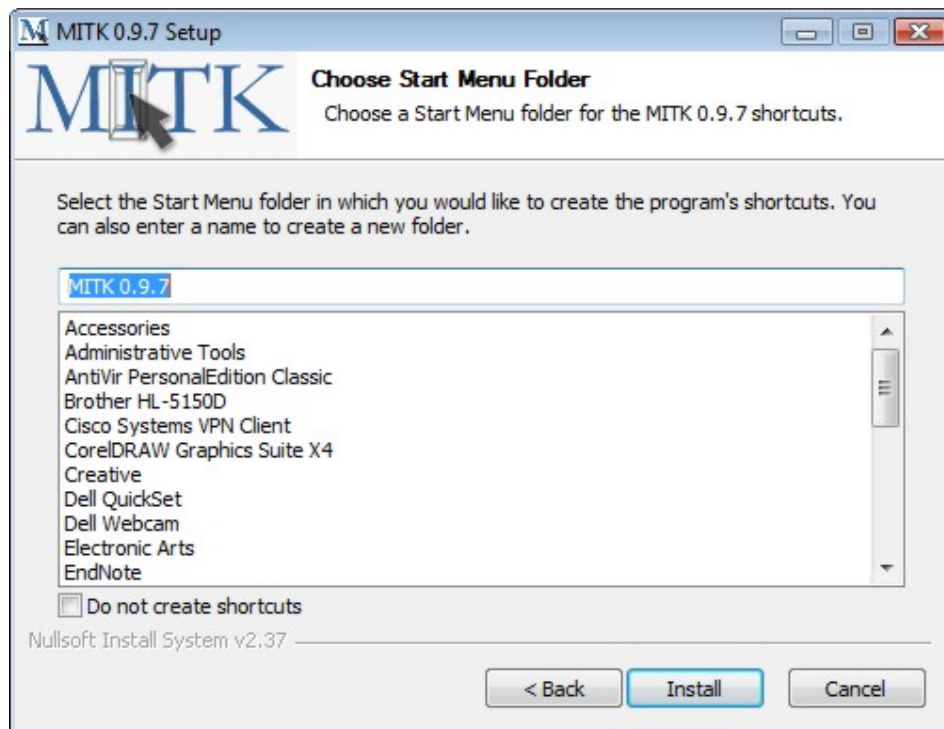 MITK 0.9.7 Setup
MITK
Choose Start Menu Folder
Choose a Start Menu folder for the MITK 0.9.7 shortcuts.
Select the Start Menu folder in which you would like to create the program's shortcuts. You
can also enter a name to create a new folder.
MITK 0.9.7
Accessories
Administrative Tools
AntiVir PersonalEdition Classic
Brother HL-5150D
Cisco Systems VPN Client
CorelDRAW Graphics Suite X4
Creative
Dell QuickSet
Dell Webcam
Electronic Arts
EndNote
Do not create shortcuts
Nullsoft Install System v2.37
< Back Install Cancel